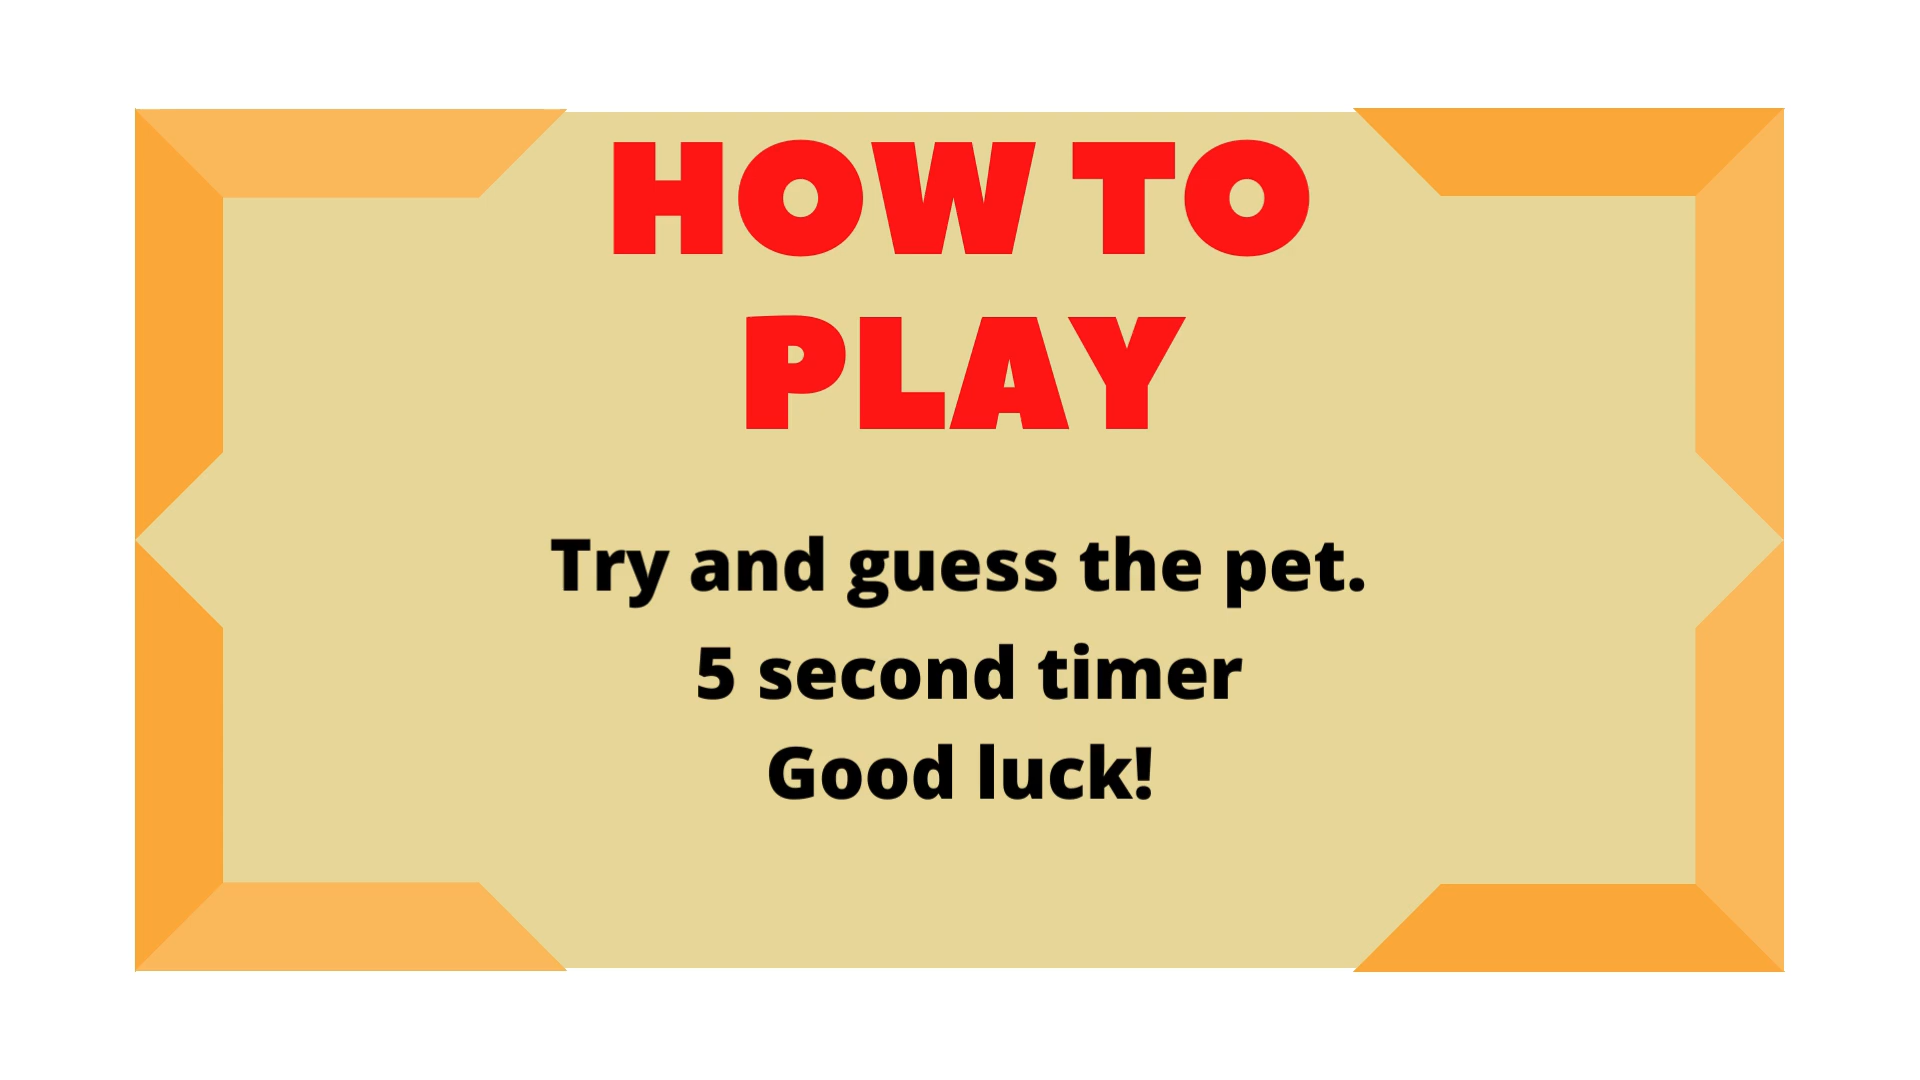 HOW TO
PLAY
Try and guess the pet.
5 second timer
Good luck!